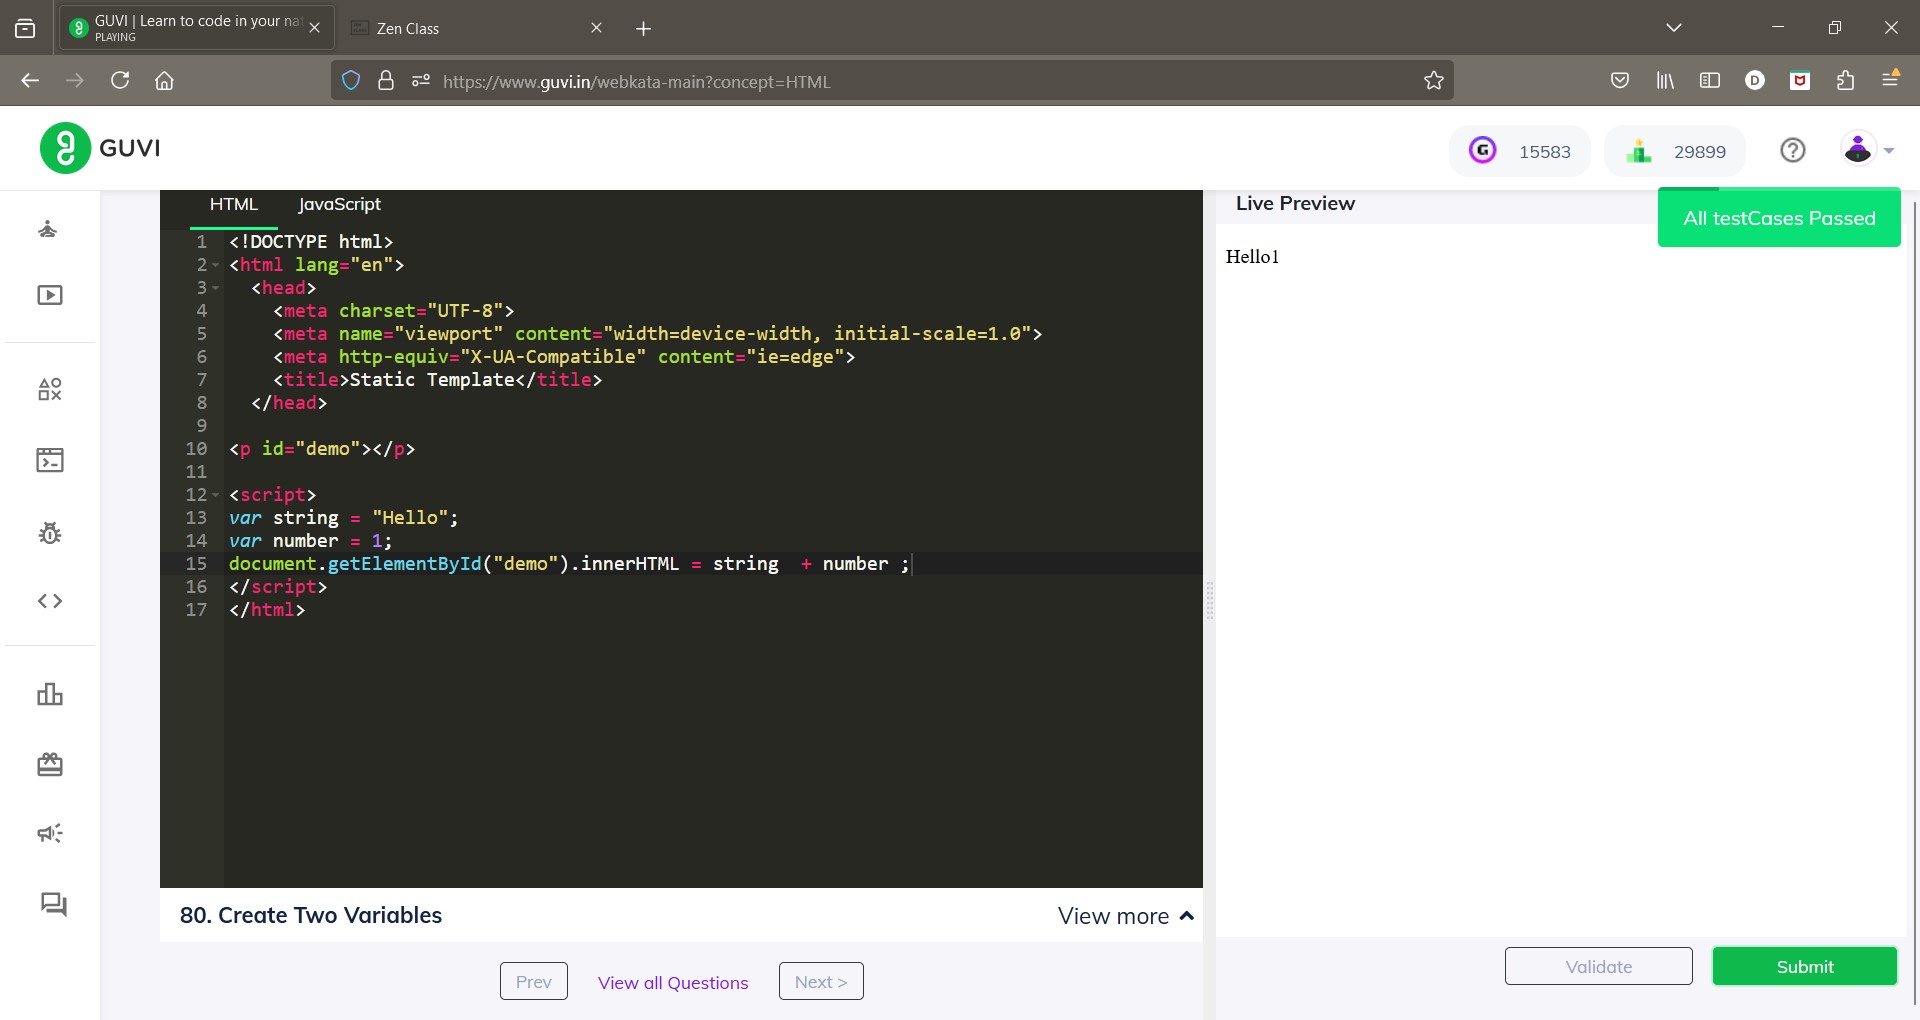 GUVI | Learn to code in your nat
PLAYING
Zen Class
https://www.guvi.in/webkata-main?concept=HTML
D
GUVI
G
15583
29899
HTML
JavaScript
Live Preview
All testCases Passed
Hello1
1 <!DOCTYPE html>
2 <html lang="en">
3 <head>
4 <meta charset="UTF-8">
5 <meta name="viewport" content="width=device-width, initial-scale=1.0">
6 <meta http-equiv="X-UA-Compatible" content="ie=edge">
7 <title>Static Template</title>
8 </head>
9
10 <p id="demo"></p>
11
12 <script>
13 var string = "Hello";
14 var number = 1;
15 document.getElementById("demo").innerHTML = string  + number ;
16 </script>
17 </html>
80. Create Two Variables
View more
Prev
View all Questions
Next >
Validate
Submit